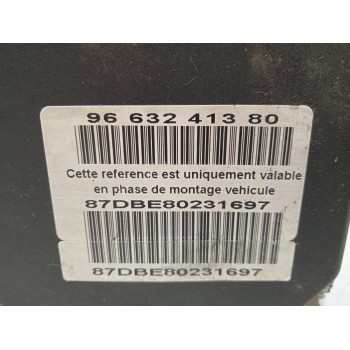 96 632 413 80
Cette reference est uniquement valable
en phase de montage vehicule
87DBE80231697
87DBE80231697